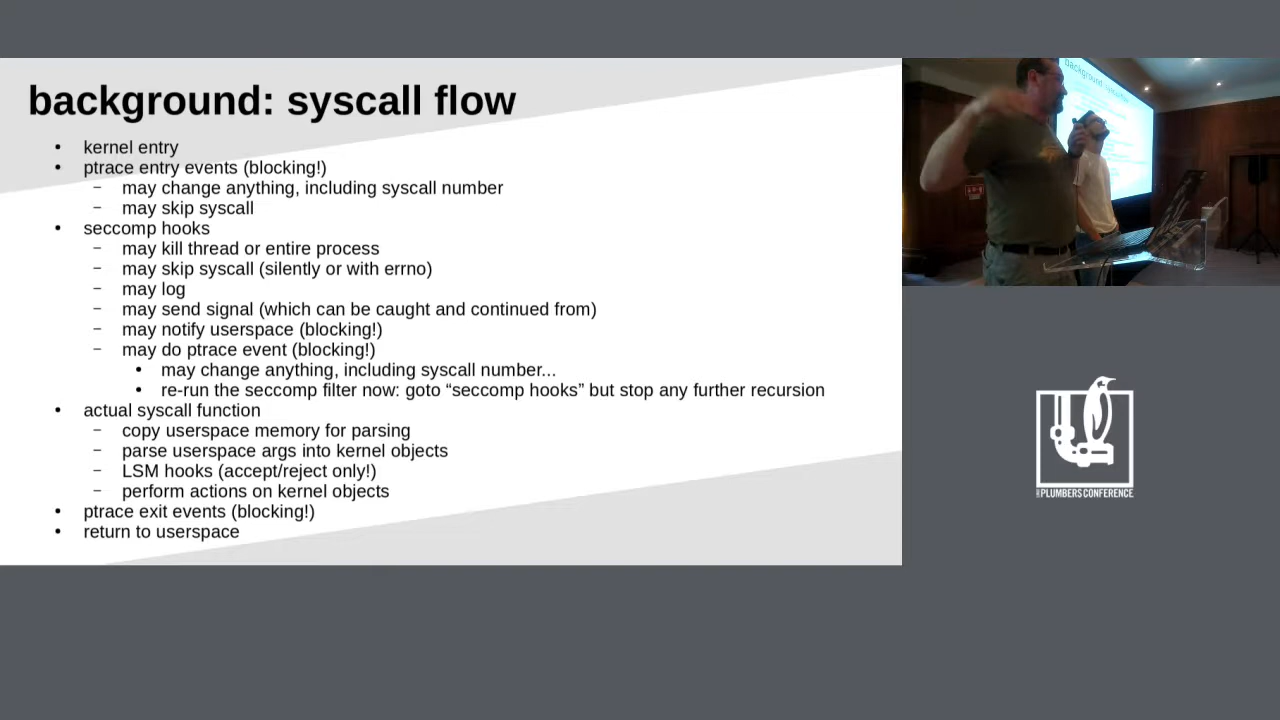 background: syscall flow
• kernel entry
• ptrace entry events (blocking!)
– may change anything, including syscall number
– may skip syscall
• seccomp hooks
– may kill thread or entire process
– may skip syscall (silently or with errno)
– may log
– may send signal (which can be caught and continued from)
– may notify userspace (blocking!)
– may do ptrace event (blocking!)
• may change anything, including syscall number...
• re-run the seccomp filter now: goto “seccomp hooks” but stop any further recursion
• actual syscall function
– copy userspace memory for parsing
– parse userspace args into kernel objects
– LSM hooks (accept/reject only!)
– perform actions on kernel objects
• ptrace exit events (blocking!)
• return to userspace
background: syscall flow
PLUMBERS CONFERENCE